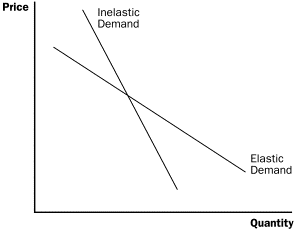 Price
Inelastic
Demand
Elastic
Demand
Quantity